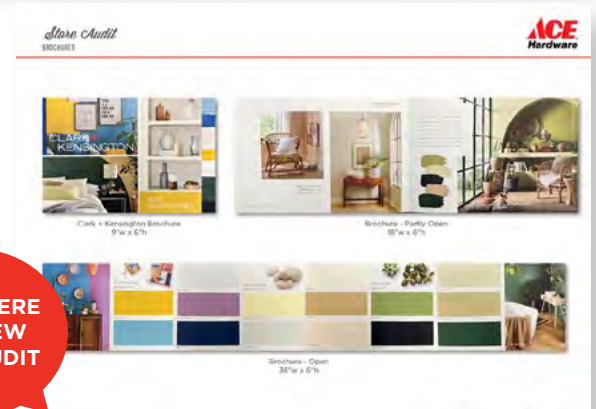 Store Audit
BROCHURES
ACE
Hardware
CLARK+
KENSINGTON
Clark + Kensington Brochure
9"w x 6"h
Brochure - Partly Open
18"w x 6"h
ERE
EW
UDIT
Brochure - Open
36"w x 6"h